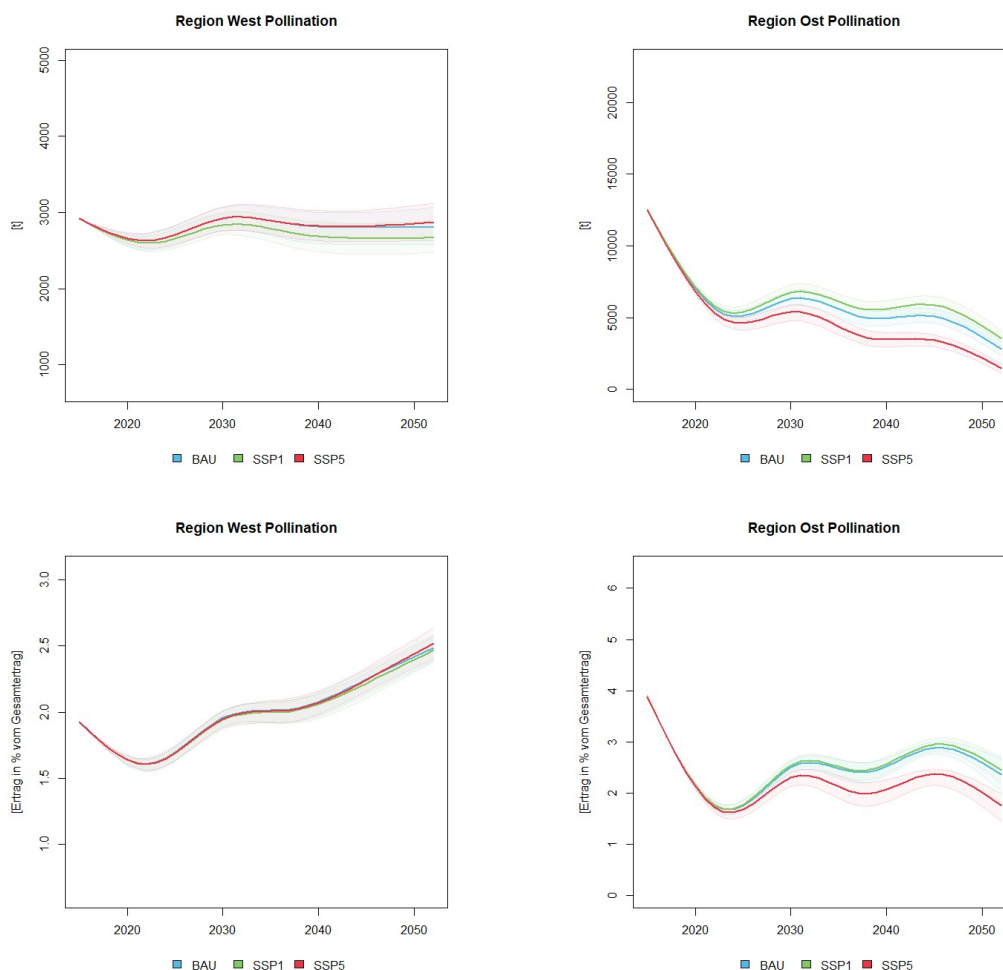 Region West Pollination
[t]
5000
4000
3000
2000
1000
2020 2030 2040 2050
BAU SSP1 SSP5
Region Ost Pollination
[t]
20000
15000
10000
5000
0
2020 2030 2040 2050
BAU SSP1 SSP5
Region West Pollination
[Ertrag in % vom Gesamtertrag]
3.0
2.5
2.0
1.5
1.0
2020 2030 2040 2050
BAU SSP1 SSP5
Region Ost Pollination
[Ertrag in % vom Gesamtertrag]
6
5
4
3
2
1
0
2020 2030 2040 2050
BAU SSP1 SSP5